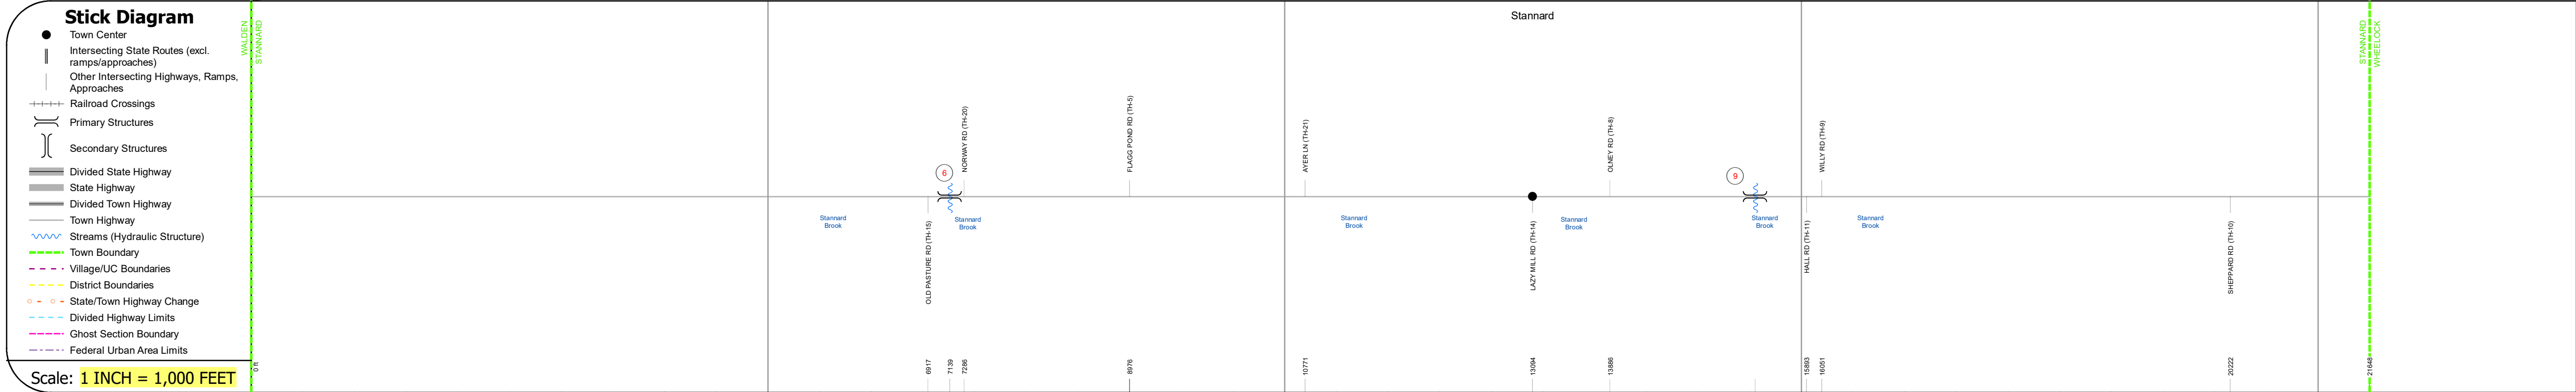 Stick Diagram
Town Center
Intersecting State Routes (excl.
ramps/approaches)
Other Intersecting Highways, Ramps,
Approaches
Railroad Crossings
Primary Structures
Secondary Structures
Divided State Highway
State Highway
Divided Town Highway
Town Highway
Streams (Hydraulic Structure)
Town Boundary
Village/UC Boundaries
District Boundaries
State/Town Highway Change
Divided Highway Limits
Ghost Section Boundary
Federal Urban Area Limits
Scale: 1 INCH = 1,000 FEET
WALDEN
STANNARD
Stannard
STANNARD
WHEELOCK
6
NORWAY RD (TH-20)
FLAGG POND RD (TH-5)
AYER LN (TH-21)
OLNEY RD (TH-8)
9
WILLY RD (TH-9)
Stannard
Brook
Stannard
Brook
Stannard
Brook
Stannard
Brook
Stannard
Brook
Stannard
Brook
OLD PASTURE RD (TH-15)
LAZY MILL RD (TH-14)
HALL RD (TH-11)
SHEPPARD RD (TH-10)
0 ft
6917
7139
7286
8976
10771
13094
13886
15893
16051
20222
21648